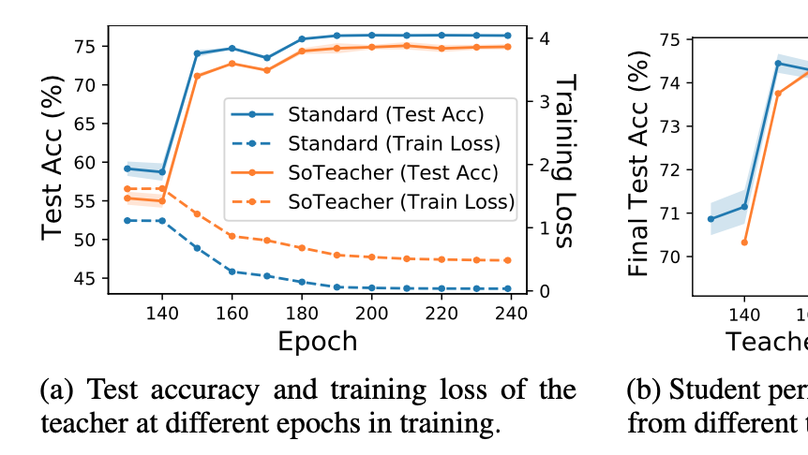 Test Acc (%)
75
70
65
60
55
50
45
140 160 180 200 220 240
Epoch
4
3
2
1
0
Training Loss
Standard (Test Acc)
Standard (Train Loss)
SoTeacher (Test Acc)
SoTeacher (Train Loss)
(a) Test accuracy and training loss of the
teacher at different epochs in training.
Final Test Acc (%)
75
74
73
72
71
70
140
(b) Student
from different